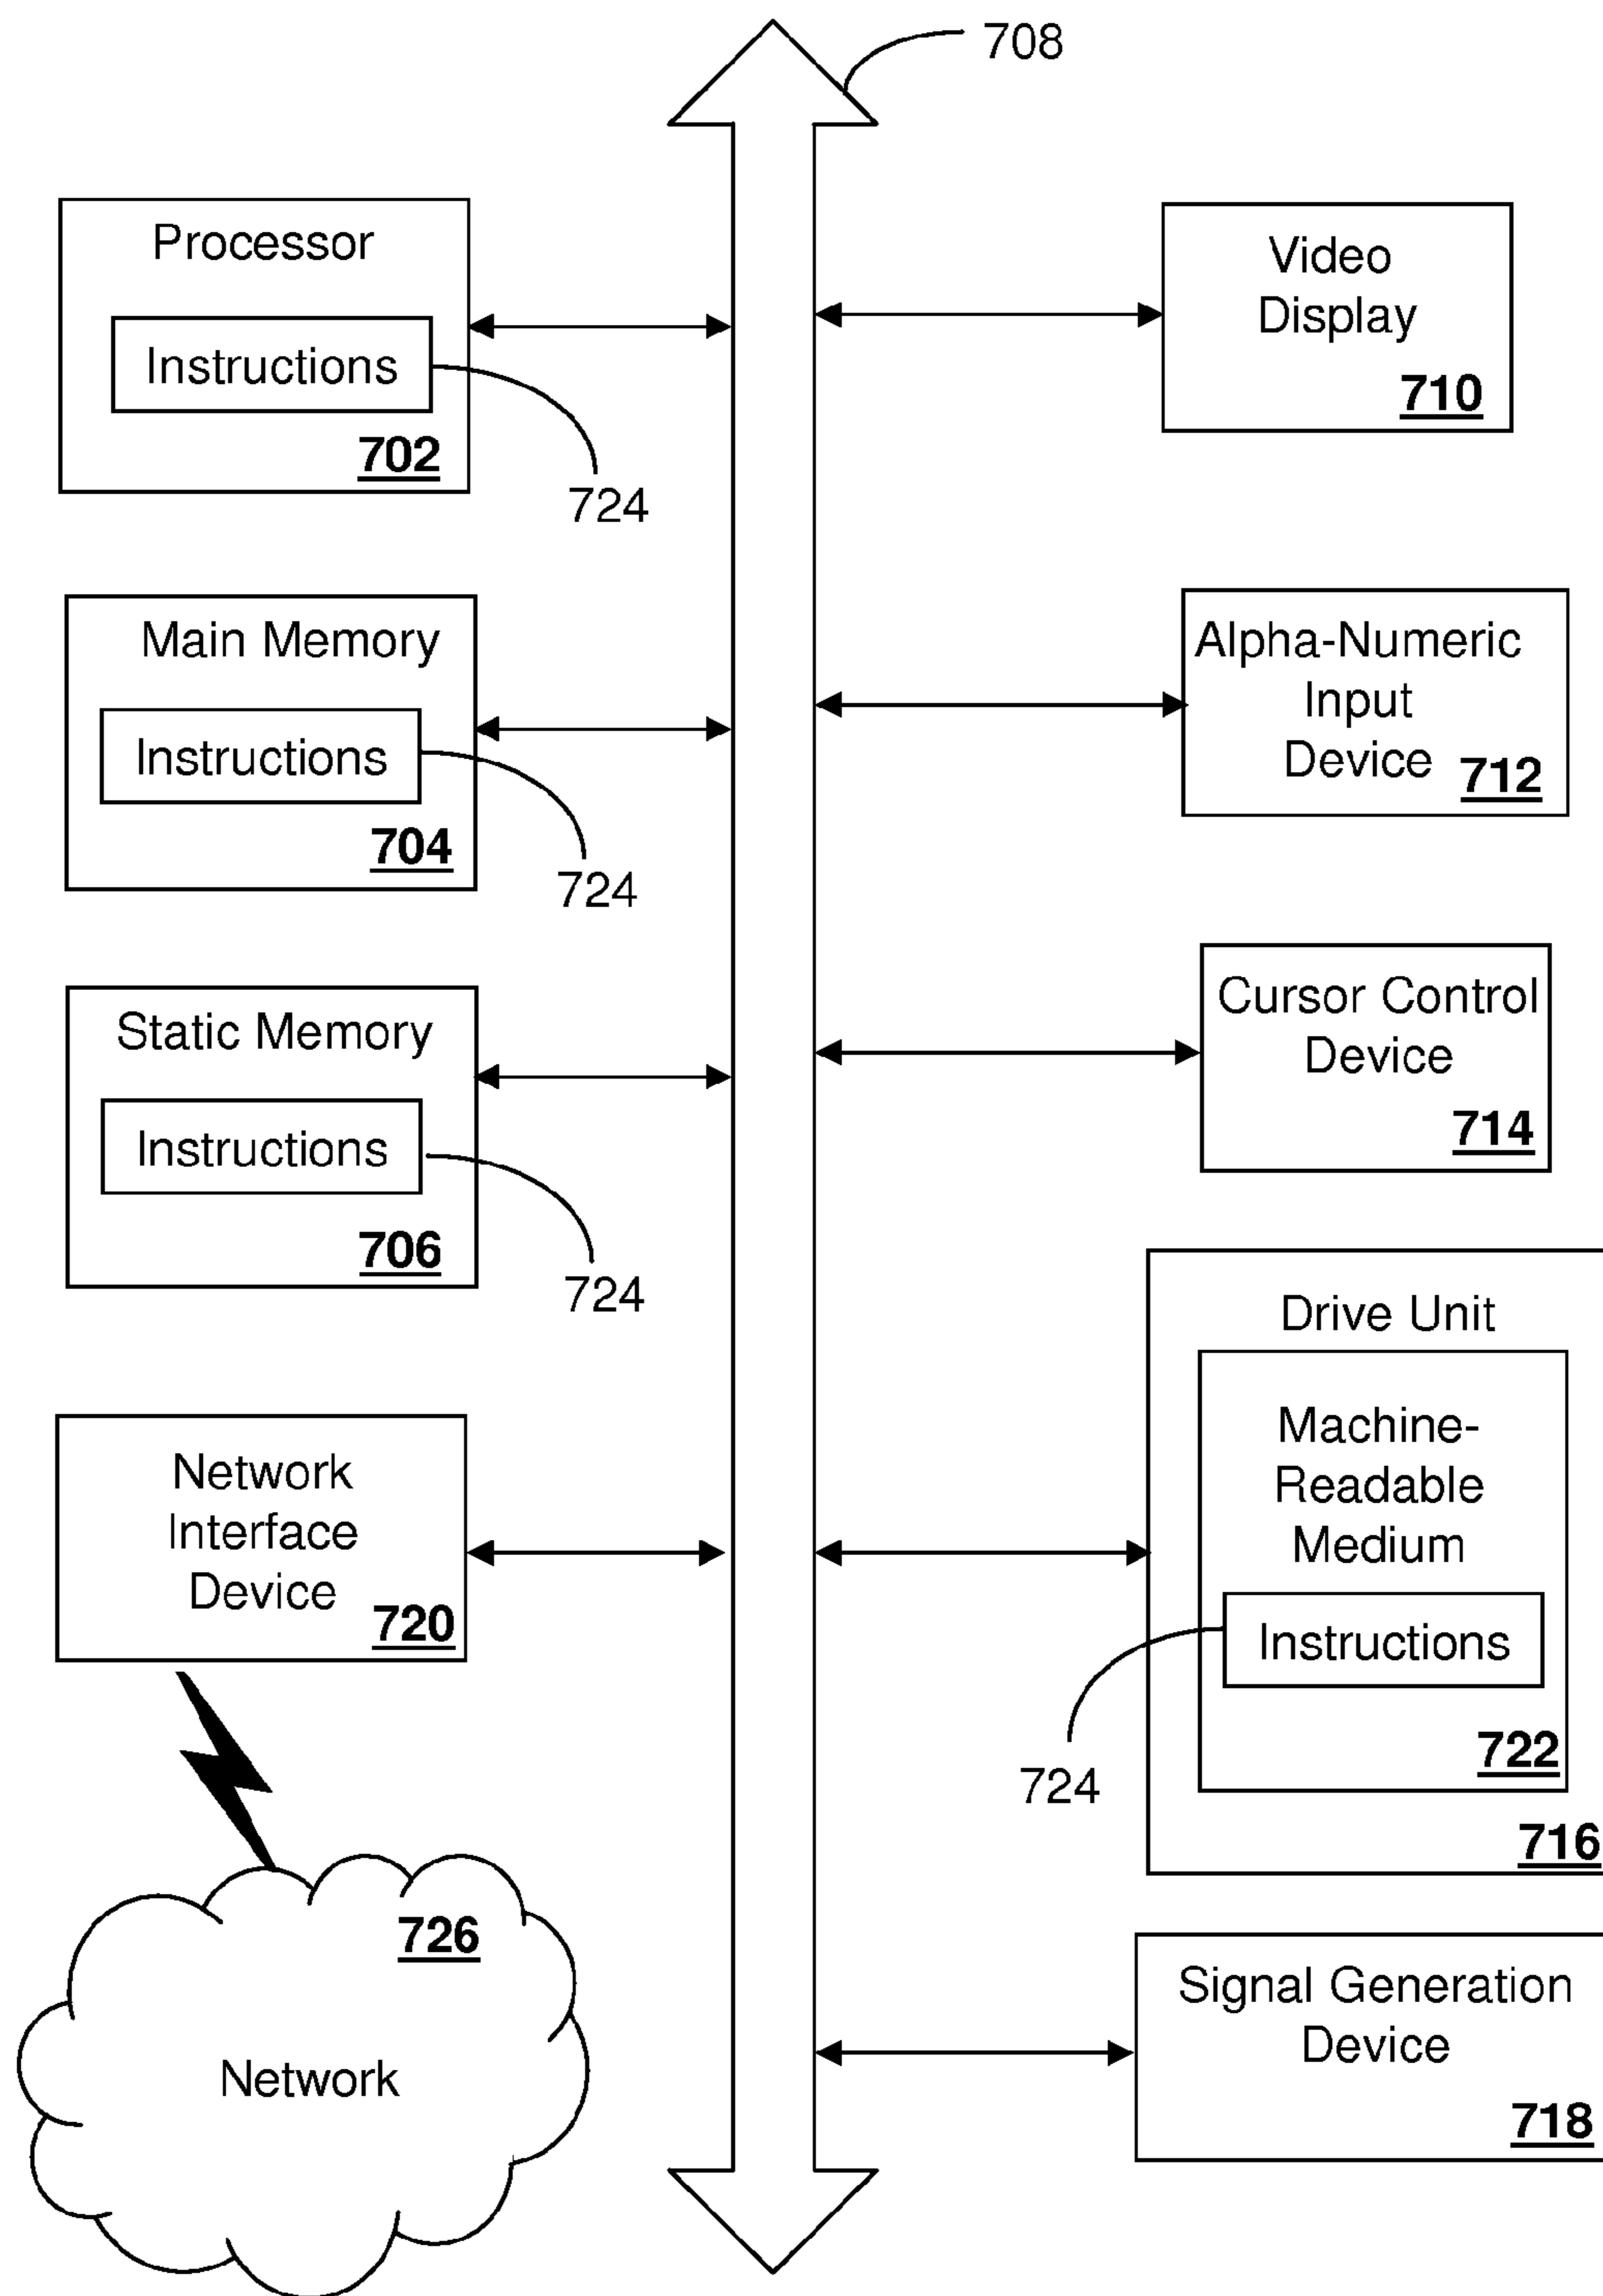 708
Processor
Instructions
702
724
Main Memory
Instructions
704
724
Static Memory
Instructions
706
724
Network
Interface
Device
720
726
Network
Video
Display
710
Alpha-Numeric
Input
Device
712
Cursor Control
Device
714
Drive Unit
Machine-
Readable
Medium
Instructions
724
722
716
Signal Generation
Device
718